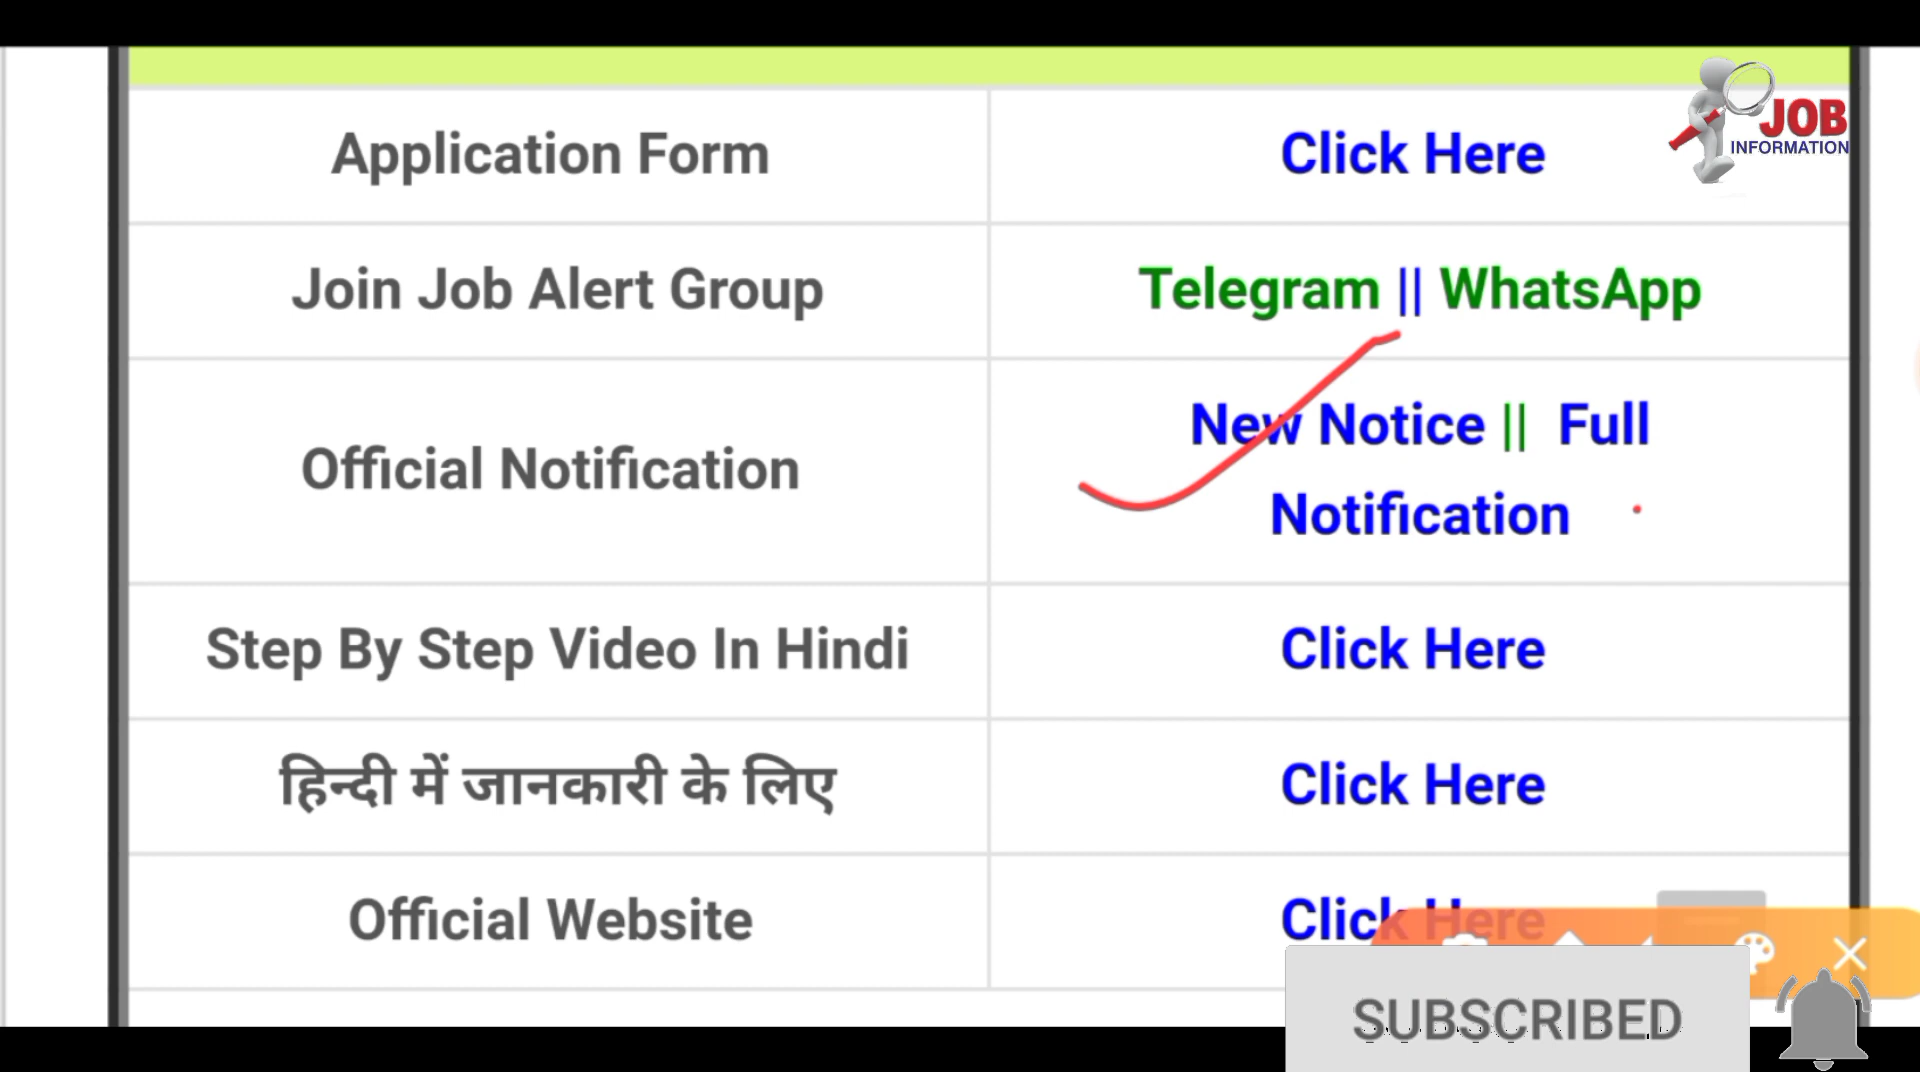 JOB
INFORMATION
Application Form
Click Here
Join Job Alert Group
Telegram || WhatsApp
Official Notification
New Notice || Full
Notification
Step By Step Video In Hindi
Click Here
हिन्दी में जानकारी के लिए
Click Here
Official Website
Click Here
SUBSCRIBED